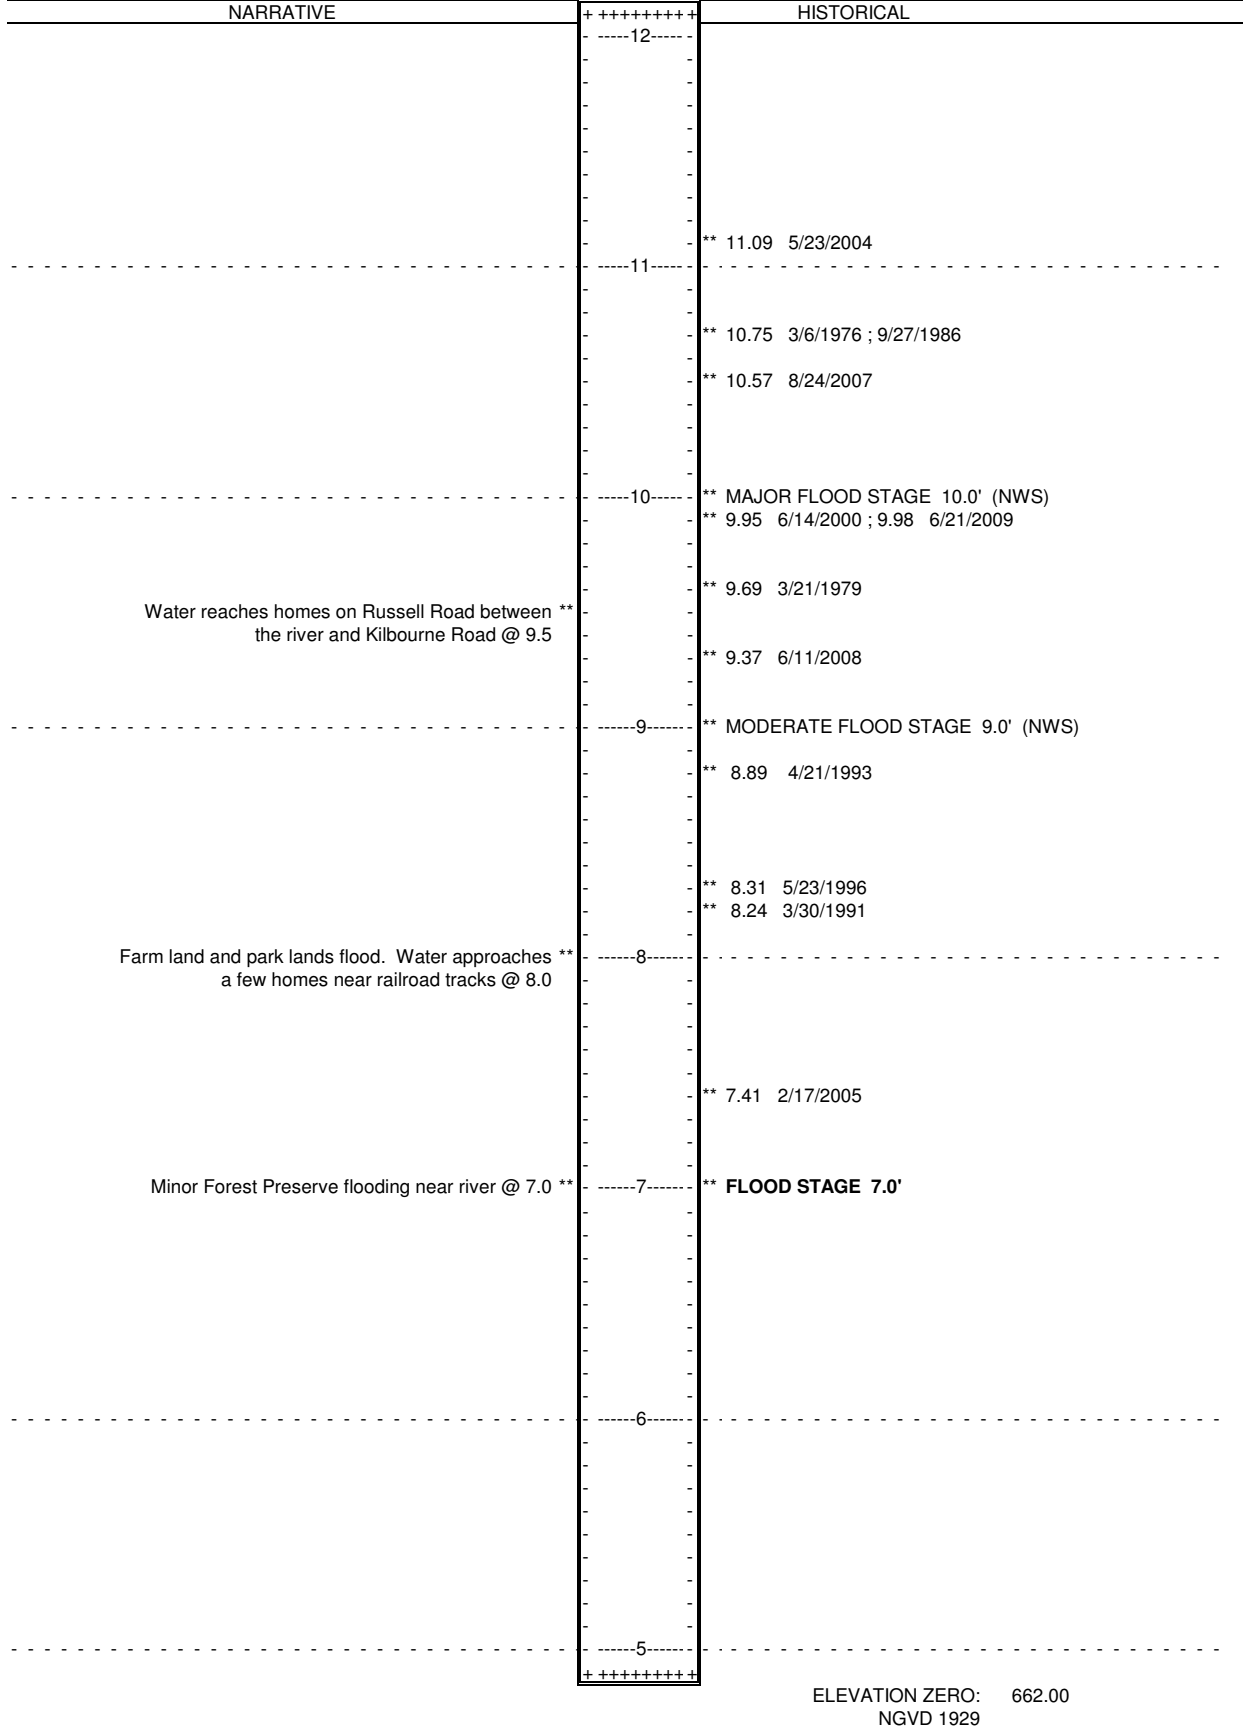 NARRATIVE + +++++++++ HISTORICAL
- -----12----- -
** 11.09 5/23/2004
-----11-----
** 10.75 3/6/1976 ; 9/27/1986
** 10.57 8/24/2007
-----10----- - ** MAJOR FLOOD STAGE 10.0' (NWS)
** 9.95 6/14/2000 ; 9.98 6/21/2009
** 9.69 3/21/1979
Water reaches homes on Russell Road between **
the river and Kilbourne Road @ 9.5
** 9.37 6/11/2008
------9------- ** MODERATE FLOOD STAGE 9.0' (NWS)
** 8.89 4/21/1993
** 8.31 5/23/1996
** 8.24 3/30/1991
Farm land and park lands flood. Water approaches ** ------8-------
a few homes near railroad tracks @ 8.0
** 7.41 2/17/2005
Minor Forest Preserve flooding near river @ 7.0 ** - ------7------- ** FLOOD STAGE 7.0'
------6-------
------5-------
+ +++++++++
ELEVATION ZERO: 662.00
NGVD 1929